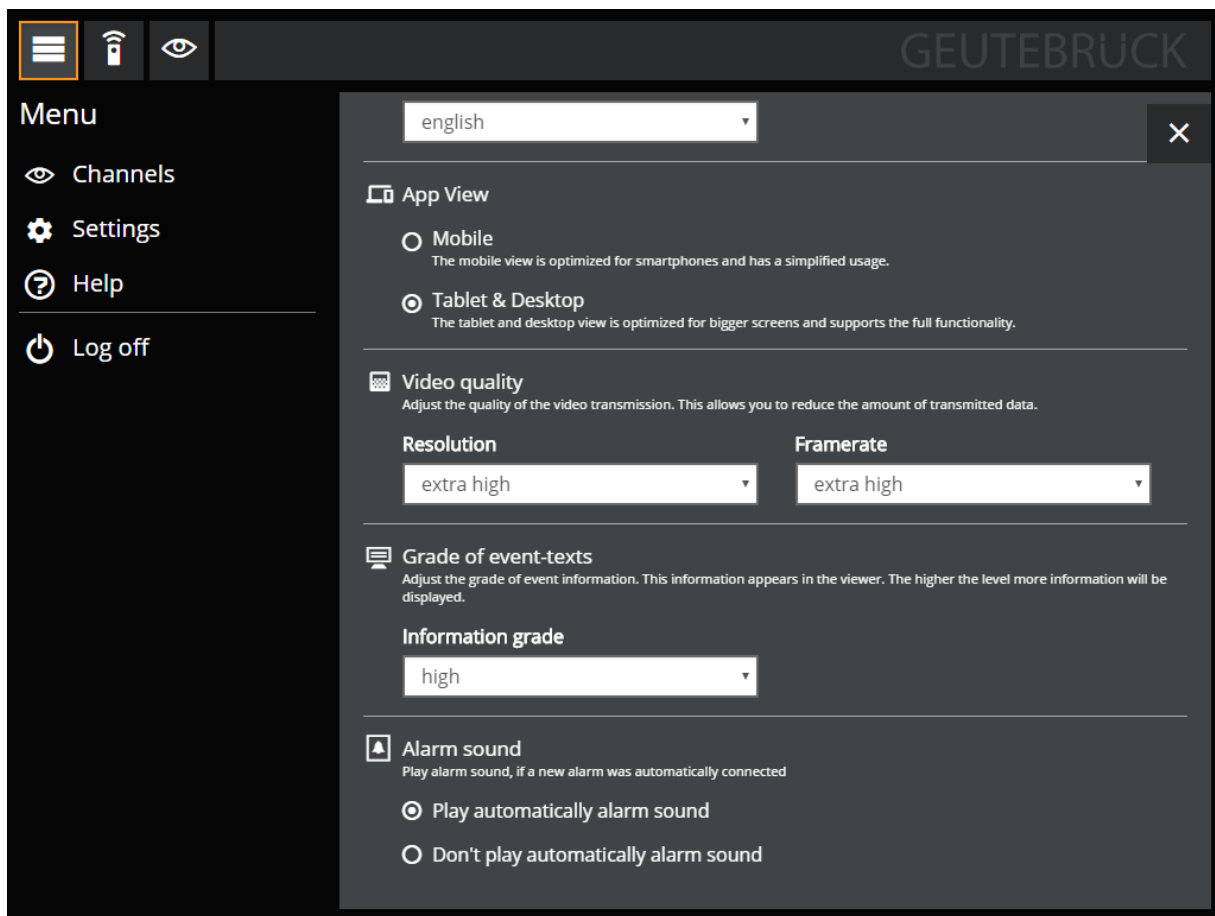 GEUTEBRÜCK
Menu
Channels
Settings
Help
Log off
english
App View
Mobile
The mobile view is optimized for smartphones and has a simplified usage.
Tablet & Desktop
The tablet and desktop view is optimized for bigger screens and supports the full functionality.
Video quality
Adjust the quality of the video transmission. This allows you to reduce the amount of transmitted data.
Resolution
Framerate
extra high
extra high
Grade of event-texts
Adjust the grade of event information. This information appears in the viewer. The higher the level more information will be
displayed.
Information grade
high
Alarm sound
Play alarm sound, if a new alarm was automatically connected
Play automatically alarm sound
Don't play automatically alarm sound